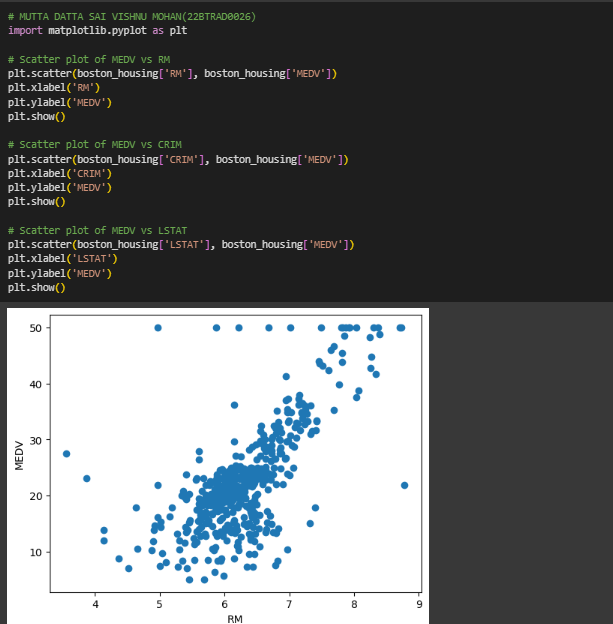 # MUTTA DATTA SAI VISHNU MOHAN(22BTRAD0026)
import matplotlib.pyplot as plt
# Scatter plot of MEDV vs RM
plt.scatter(boston_housing['RM'], boston_housing['MEDV'])
plt.xlabel('RM')
plt.ylabel('MEDV')
plt.show()
# Scatter plot of MEDV vs CRIM
plt.scatter(boston_housing['CRIM'], boston_housing['MEDV'])
plt.xlabel('CRIM')
plt.ylabel('MEDV')
plt.show()
# Scatter plot of MEDV vs LSTAT
plt.scatter(boston_housing['LSTAT'], boston_housing['MEDV'])
plt.xlabel('LSTAT')
plt.ylabel('MEDV')
plt.show()
50
40
30
MEDV
20
10
4 5 6 7 8 9
RM